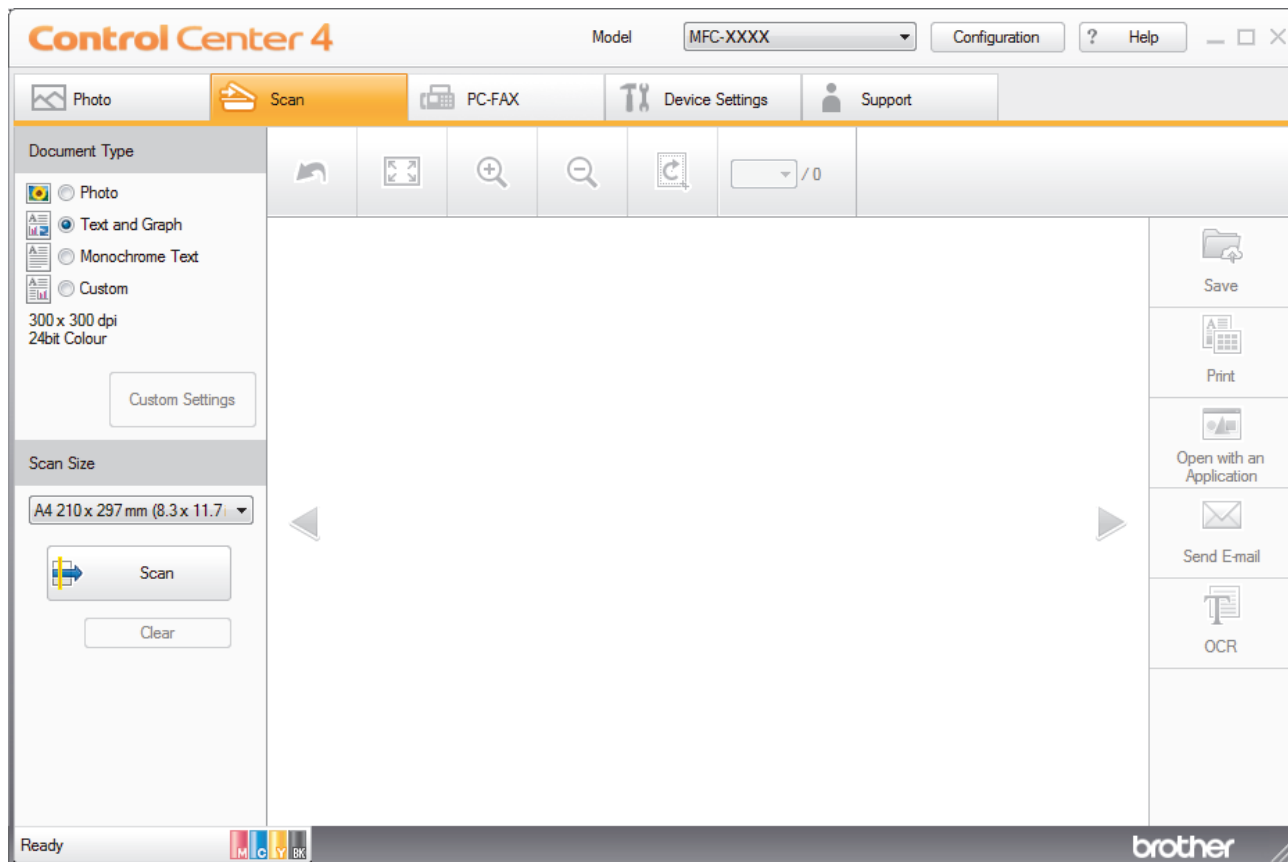 Control Center 4
Model
MFC-XXXX
Configuration
? Help
Photo
Scan
PC-FAX
Device Settings
Support
Document Type
Photo
Text and Graph
Monochrome Text
Custom
300 x 300 dpi
24bit Colour
Custom Settings
Scan Size
A4 210 x 297 mm (8.3 x 11.7
Scan
Clear
/ 0
Save
Print
Open with an
Application
Send E-mail
OCR
Ready
M C Y BK
brother